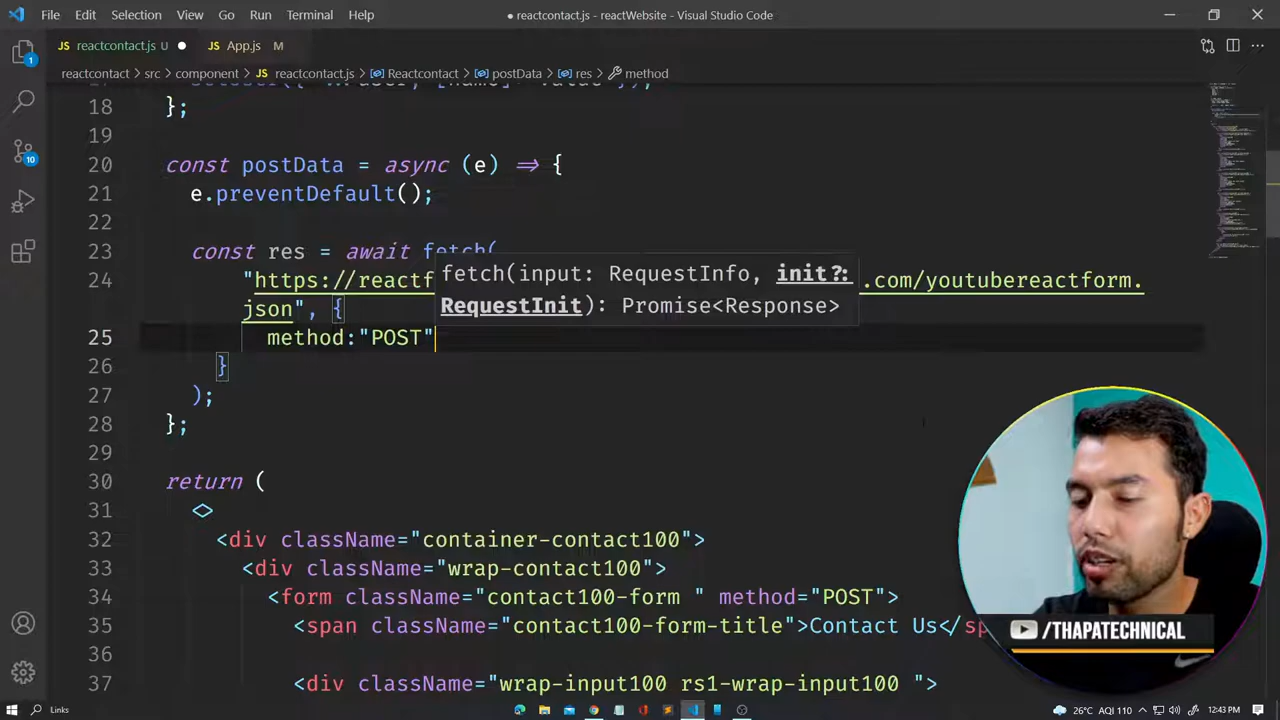 File Edit Selection View Go Run Terminal Help
● reactcontact.js - reactWebsite - Visual Studio Code
JS reactcontact.js U ● JS App.js M
reactcontact > src > component > JS reactcontact.js > Reactcontact > postData > res > method
18 };
19
20 const postData = async (e) => {
21 e.preventDefault();
22
23 const res = await fetch(
fetch(input: RequestInfo, init?:
RequestInit): Promise<Response>
24 "https://reactf .com/youtubereactform.
json", {
25 method:"POST"
26 }
27 );
28 };
29
30 return (
31 <>
32 <div className="container-contact100">
33 <div className="wrap-contact100">
34 <form className="contact100-form " method="POST">
35 <span className="contact100-form-title">Contact Us</sp
36
37 <div className="wrap-input100 rs1-wrap-input100 ">
1
10
/THAPATECHNICAL
Links
26°C AQI 110 12:43 PM